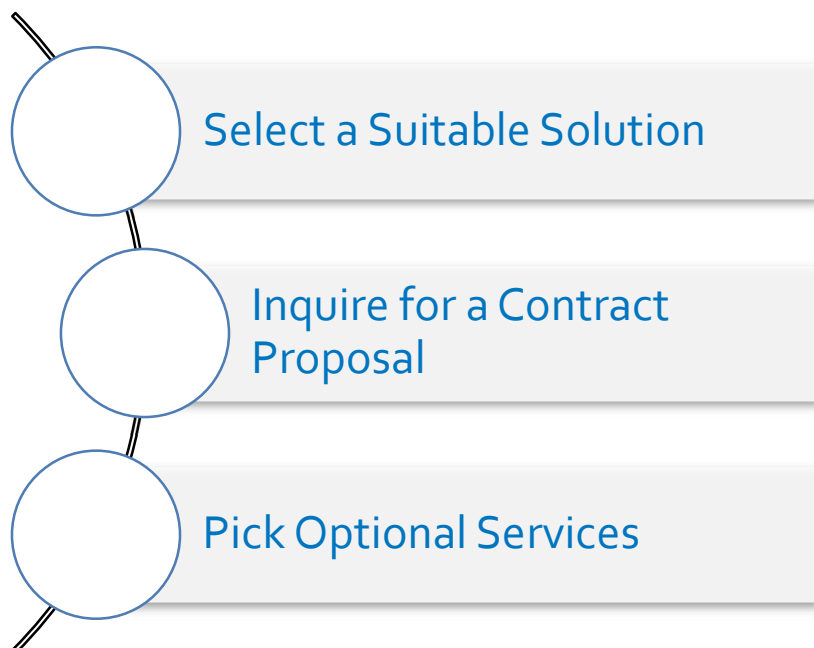 Select a Suitable Solution
Inquire for a Contract
Proposal
Pick Optional Services